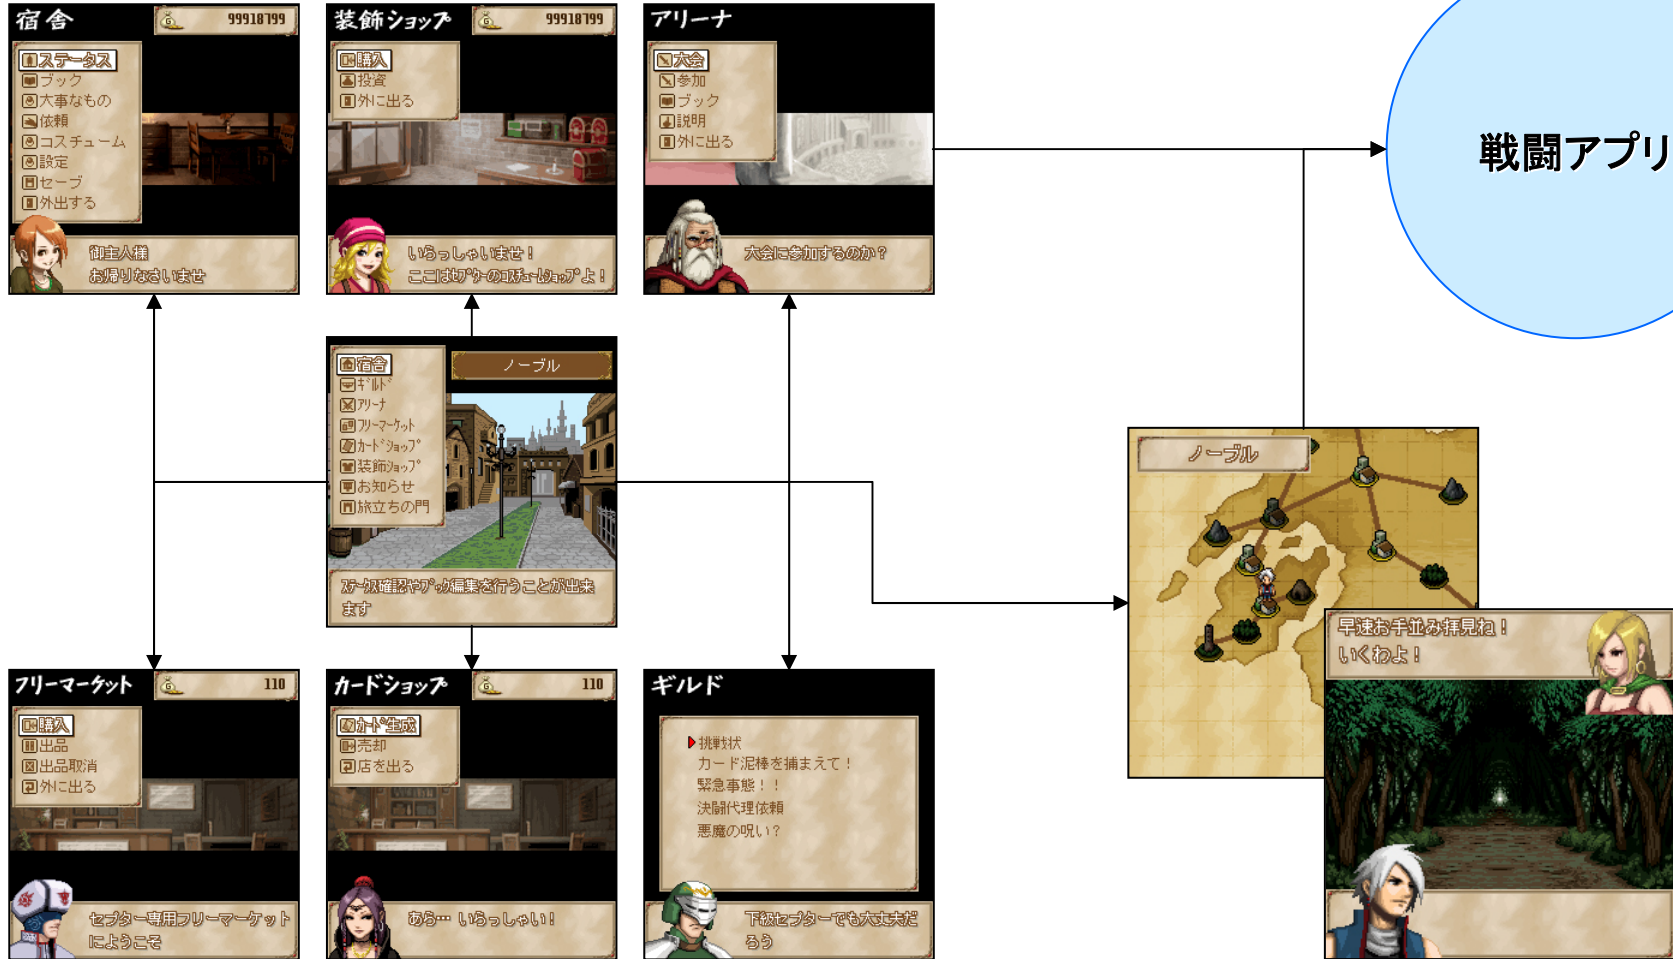 宿舎
99918799
ステータス
ブック
大事なもの
依頼
コスチューム
設定
セーブ
外出する
御主人様
お帰りなさいませ
装飾ショップ
99918799
購入
投資
外に出る
いらっしゃいませ!
ここはセプターのコスチュームショップよ!
アリーナ
大会
参加
ブック
説明
外に出る
大会に参加するのか?
戦闘アプリ
宿舎
ギルド
アリーナ
フリーマーケット
カードショップ
装飾ショップ
お知らせ
旅立ちの門
ノーブル
ステータス確認やブック編集を行うことが出来
ます
ノーブル
早速お手並み拝見ね!
いくわよ!
フリーマーケット
110
購入
出品
出品取消
外に出る
セプター専用フリーマーケット
にようこそ
カードショップ
110
カード生成
売却
店を出る
あら… いらっしゃい!
ギルド
挑戦状
カード泥棒を捕まえて!
緊急事態!!
決闘代理依頼
悪魔の呪い?
下級セプターでも大丈夫だ
ろう